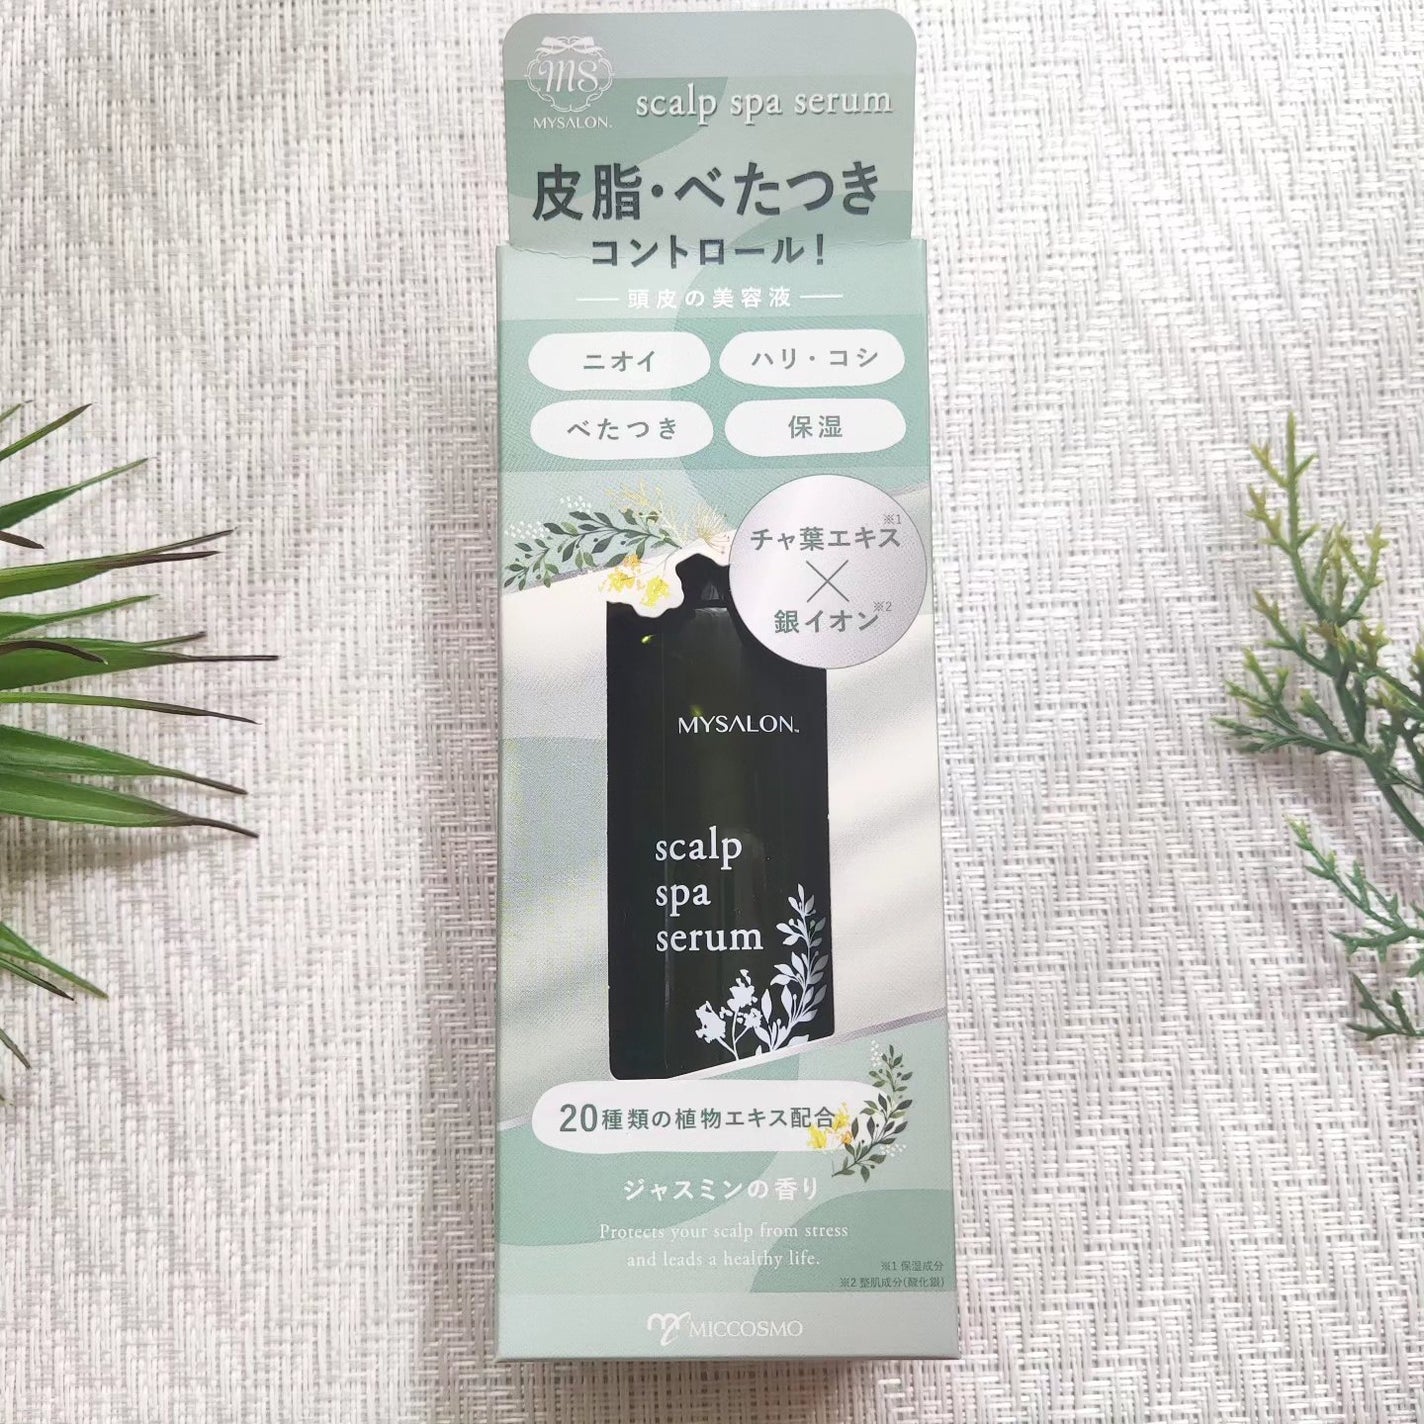 MS
MYSALON.
scalp spa serum
皮脂・べたつき
コントロール!
頭皮の美容液
ニオイ
ハリ・コシ
べたつき
保湿
チャ葉エキス※1
×
銀イオン※2
MYSALON™
scalp
spa
serum
20種類の植物エキス配合
ジャスミンの香り
Protects your scalp from stress
and leads a healthy life.
※1 保湿成分
※2 整肌成分(酸化銀)
MICCOSMO